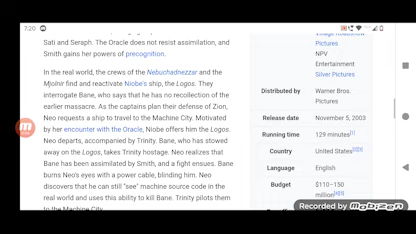 7:20
Sati and Seraph. The Oracle does not resist assimilation, and
Smith gains her powers of precognition.
In the real world, the crews of the Nebuchadnezzar and the
Mjolnir find and reactivate Niobe's ship, the Logos. They
interrogate Bane, who says that he has no recollection of the
earlier massacre. As the captains plan their defense of Zion,
Neo requests a ship to travel to the Machine City. Motivated
by her encounter with the Oracle, Niobe offers him the Logos.
Neo departs, accompanied by Trinity. Bane, who has stowed
away on the Logos, takes Trinity hostage. Neo realizes that
Bane has been assimilated by Smith, and a fight ensues. Bane
burns Neo's eyes with a power cable, blinding him. Neo
discovers that he can still "see" machine source code in the
real world and uses this ability to kill Bane. Trinity pilots
them to the Machine City.
Village Roadshow
Pictures
NPV
Entertainment
Silver Pictures
Distributed by Warner Bros.
Pictures
Release date November 5, 2003
Running time 129 minutes[1]
Country United States
Language English
Budget $110–150
million
Recorded by Mobizen